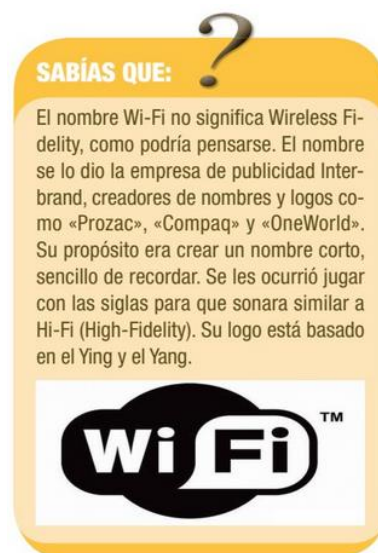 ?
SABÍAS QUE:
El nombre Wi-Fi no significa Wireless Fi-
delity, como podría pensarse. El nombre
se lo dio la empresa de publicidad Inter-
brand, creadores de nombres y logos co-
mo «Prozac», «Compaq» y «OneWorld».
Su propósito era crear un nombre corto,
sencillo de recordar. Se les ocurrió jugar
con las siglas para que sonara similar a
Hi-Fi (High-Fidelity). Su logo está basado
en el Ying y el Yang.
Wi Fi TM